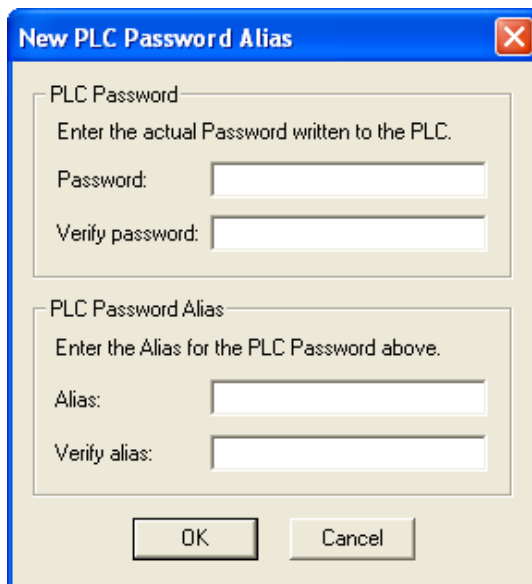 New PLC Password Alias
PLC Password
Enter the actual Password written to the PLC.
Password:
Verify password:
PLC Password Alias
Enter the Alias for the PLC Password above.
Alias:
Verify alias:
OK Cancel